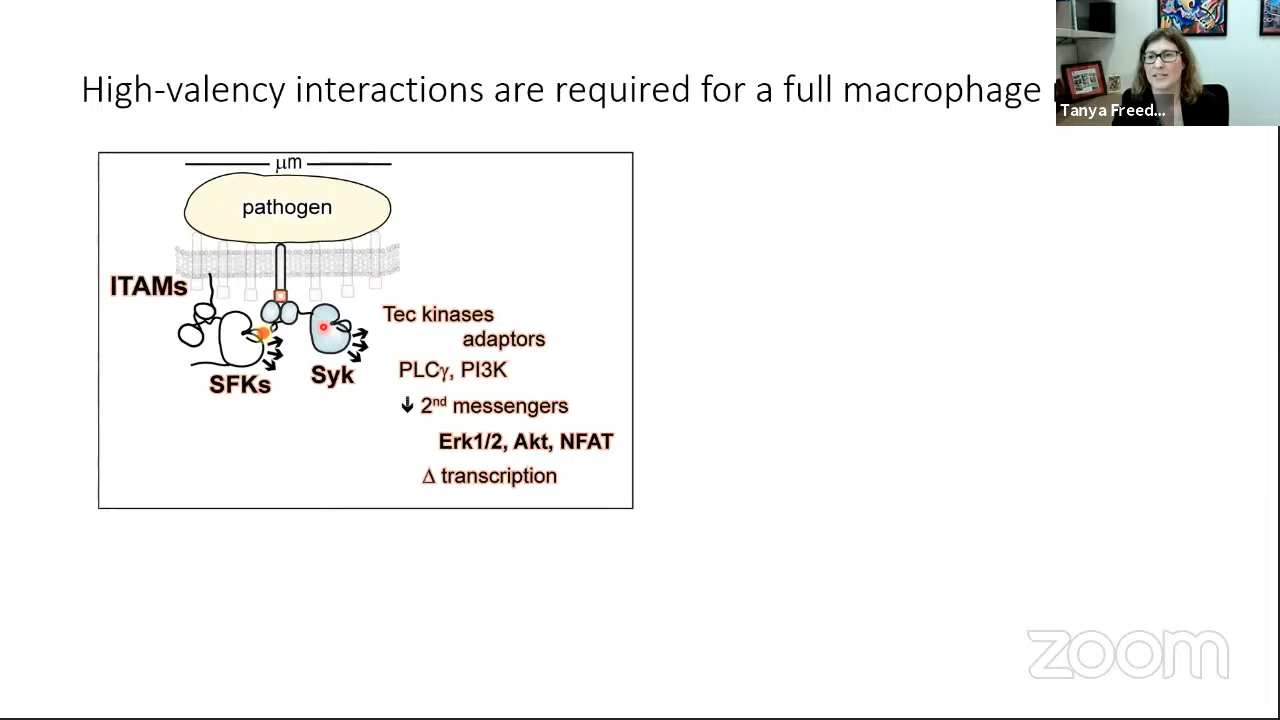 High-valency interactions are required for a full macrophage
Tanya Freed...
μm
pathogen
ITAMs
SFKs
Syk
Tec kinases
adaptors
PLCγ, PI3K
2nd messengers
Erk1/2, Akt, NFAT
Δ transcription
zoom